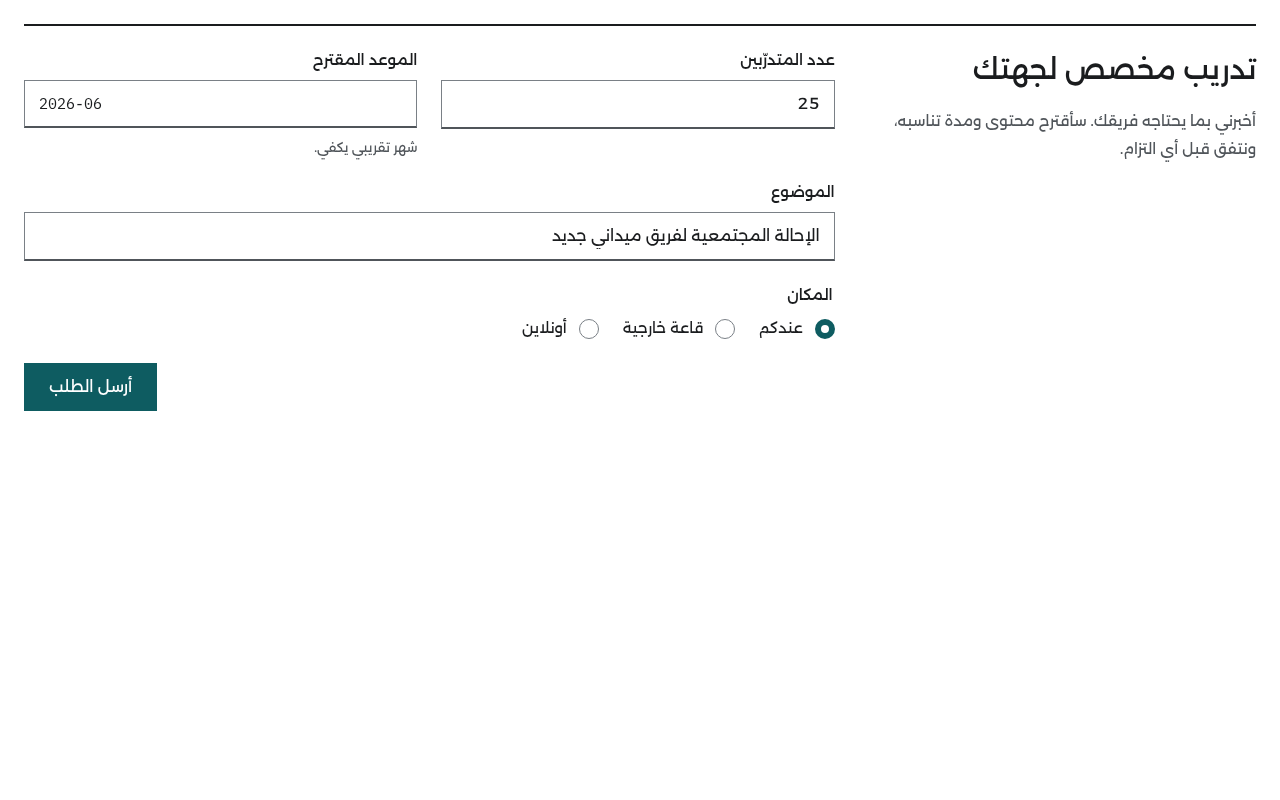 تدريب مخصص لجهتك
أخبرني بما يحتاجه فريقك. سأقترح محتوى ومدة تناسبه،
ونتفق قبل أي التزام.
عدد المتدرّبين
25
الموعد المقترح
2026-06
شهر تقريبي يكفي.
الموضوع
الإحالة المجتمعية لفريق ميداني جديد
المكان
عندكم
قاعة خارجية
أونلاين
أرسل الطلب